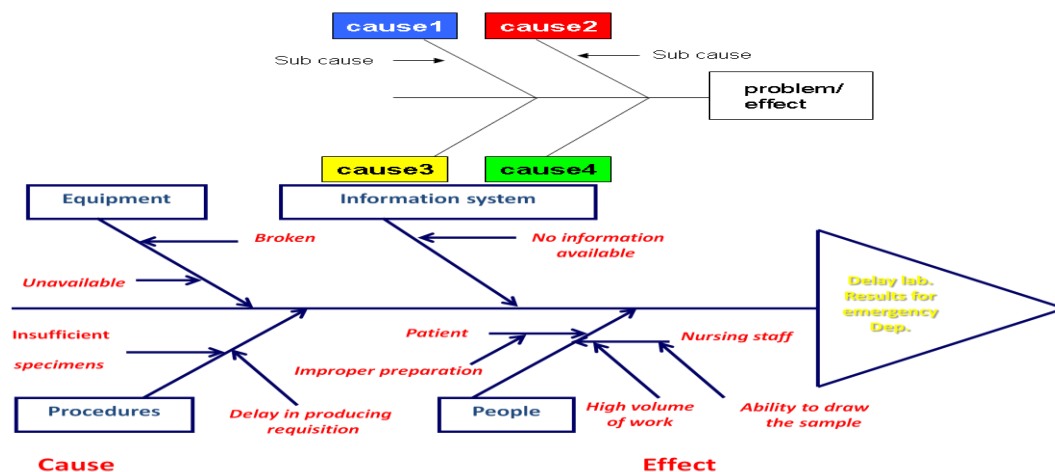 cause1
cause2
Sub cause
Sub cause
problem/
effect
cause3
cause4
Equipment
Information system
Broken
No information
available
Unavailable
Delay lab.
Results for
emergency
Dep.
Insufficient
specimens
Patient
Nursing staff
Improper preparation
Procedures
Delay in producing
requisition
People
High volume
of work
Ability to draw
the sample
Cause
Effect